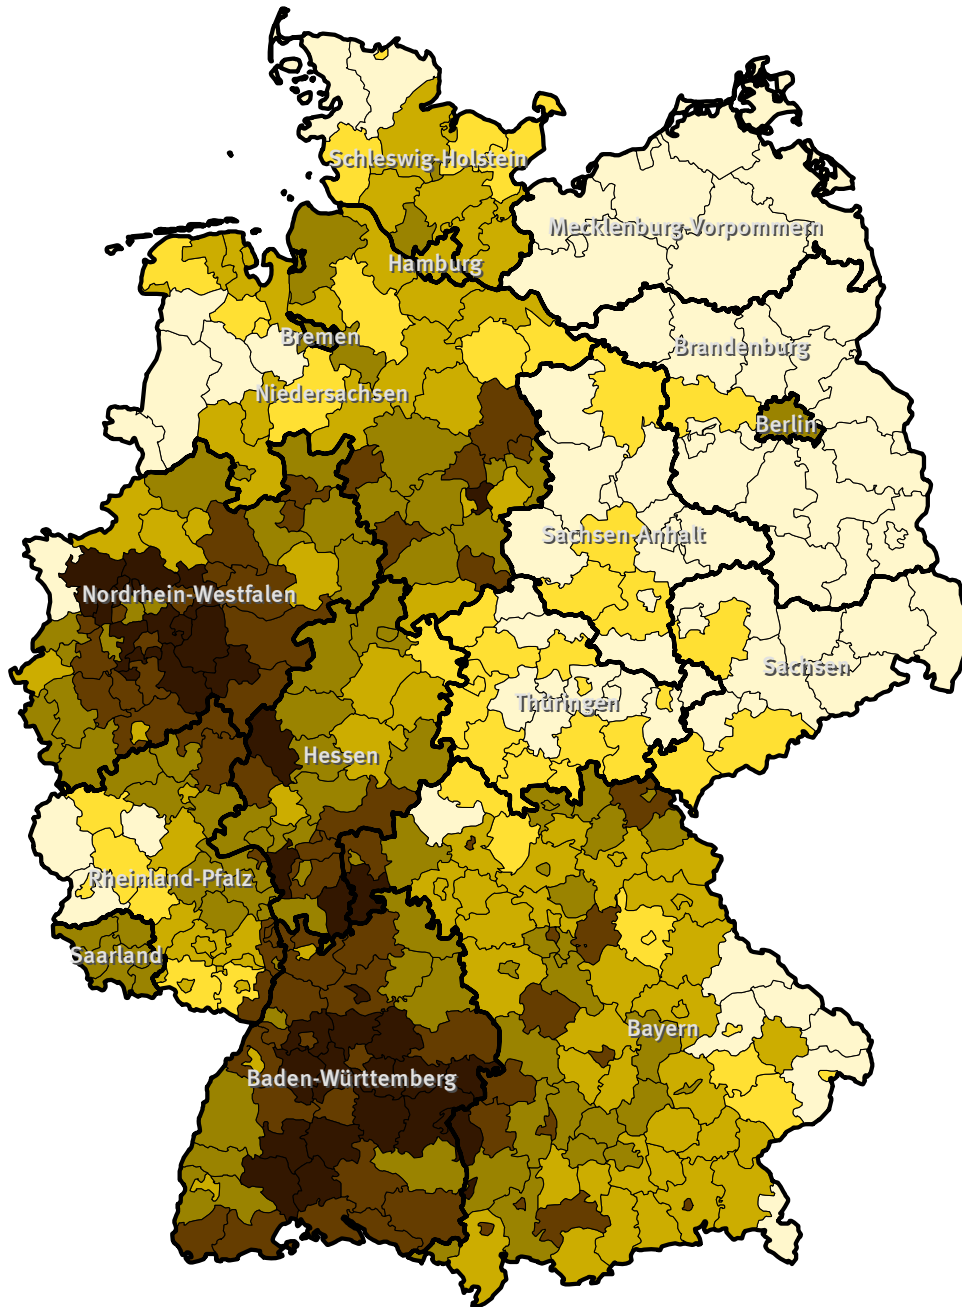 Schleswig-Holstein
Mecklenburg-Vorpommern
Hamburg
Bremen
Brandenburg
Niedersachsen
Berlin
Sachsen-Anhalt
Nordrhein-Westfalen
Sachsen
Thüringen
Hessen
Rheinland-Pfalz
Saarland
Bayern
Baden-Württemberg